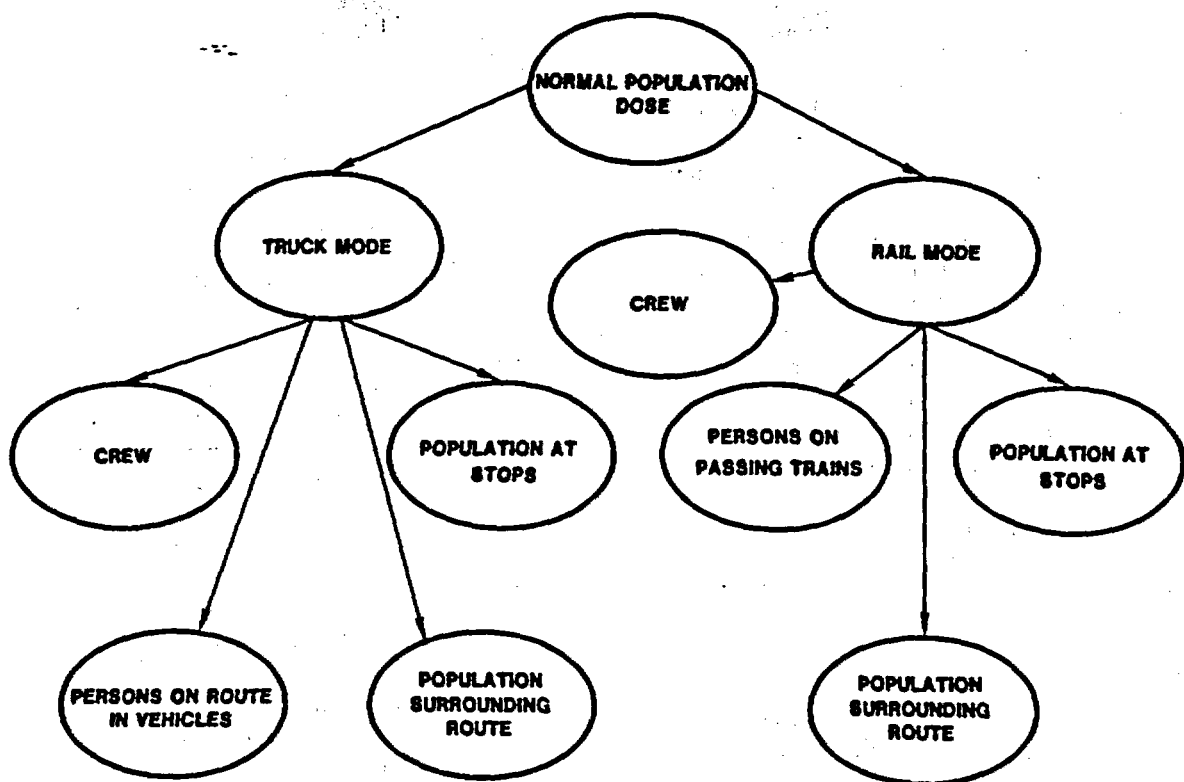 NORMAL POPULATION
DOSE
TRUCK MODE
RAIL MODE
CREW
CREW
POPULATION AT
STOPS
PERSONS ON
PASSING TRAINS
POPULATION AT
STOPS
PERSONS ON ROUTE
IN VEHICLES
POPULATION
SURROUNDING
ROUTE
POPULATION
SURROUNDING
ROUTE